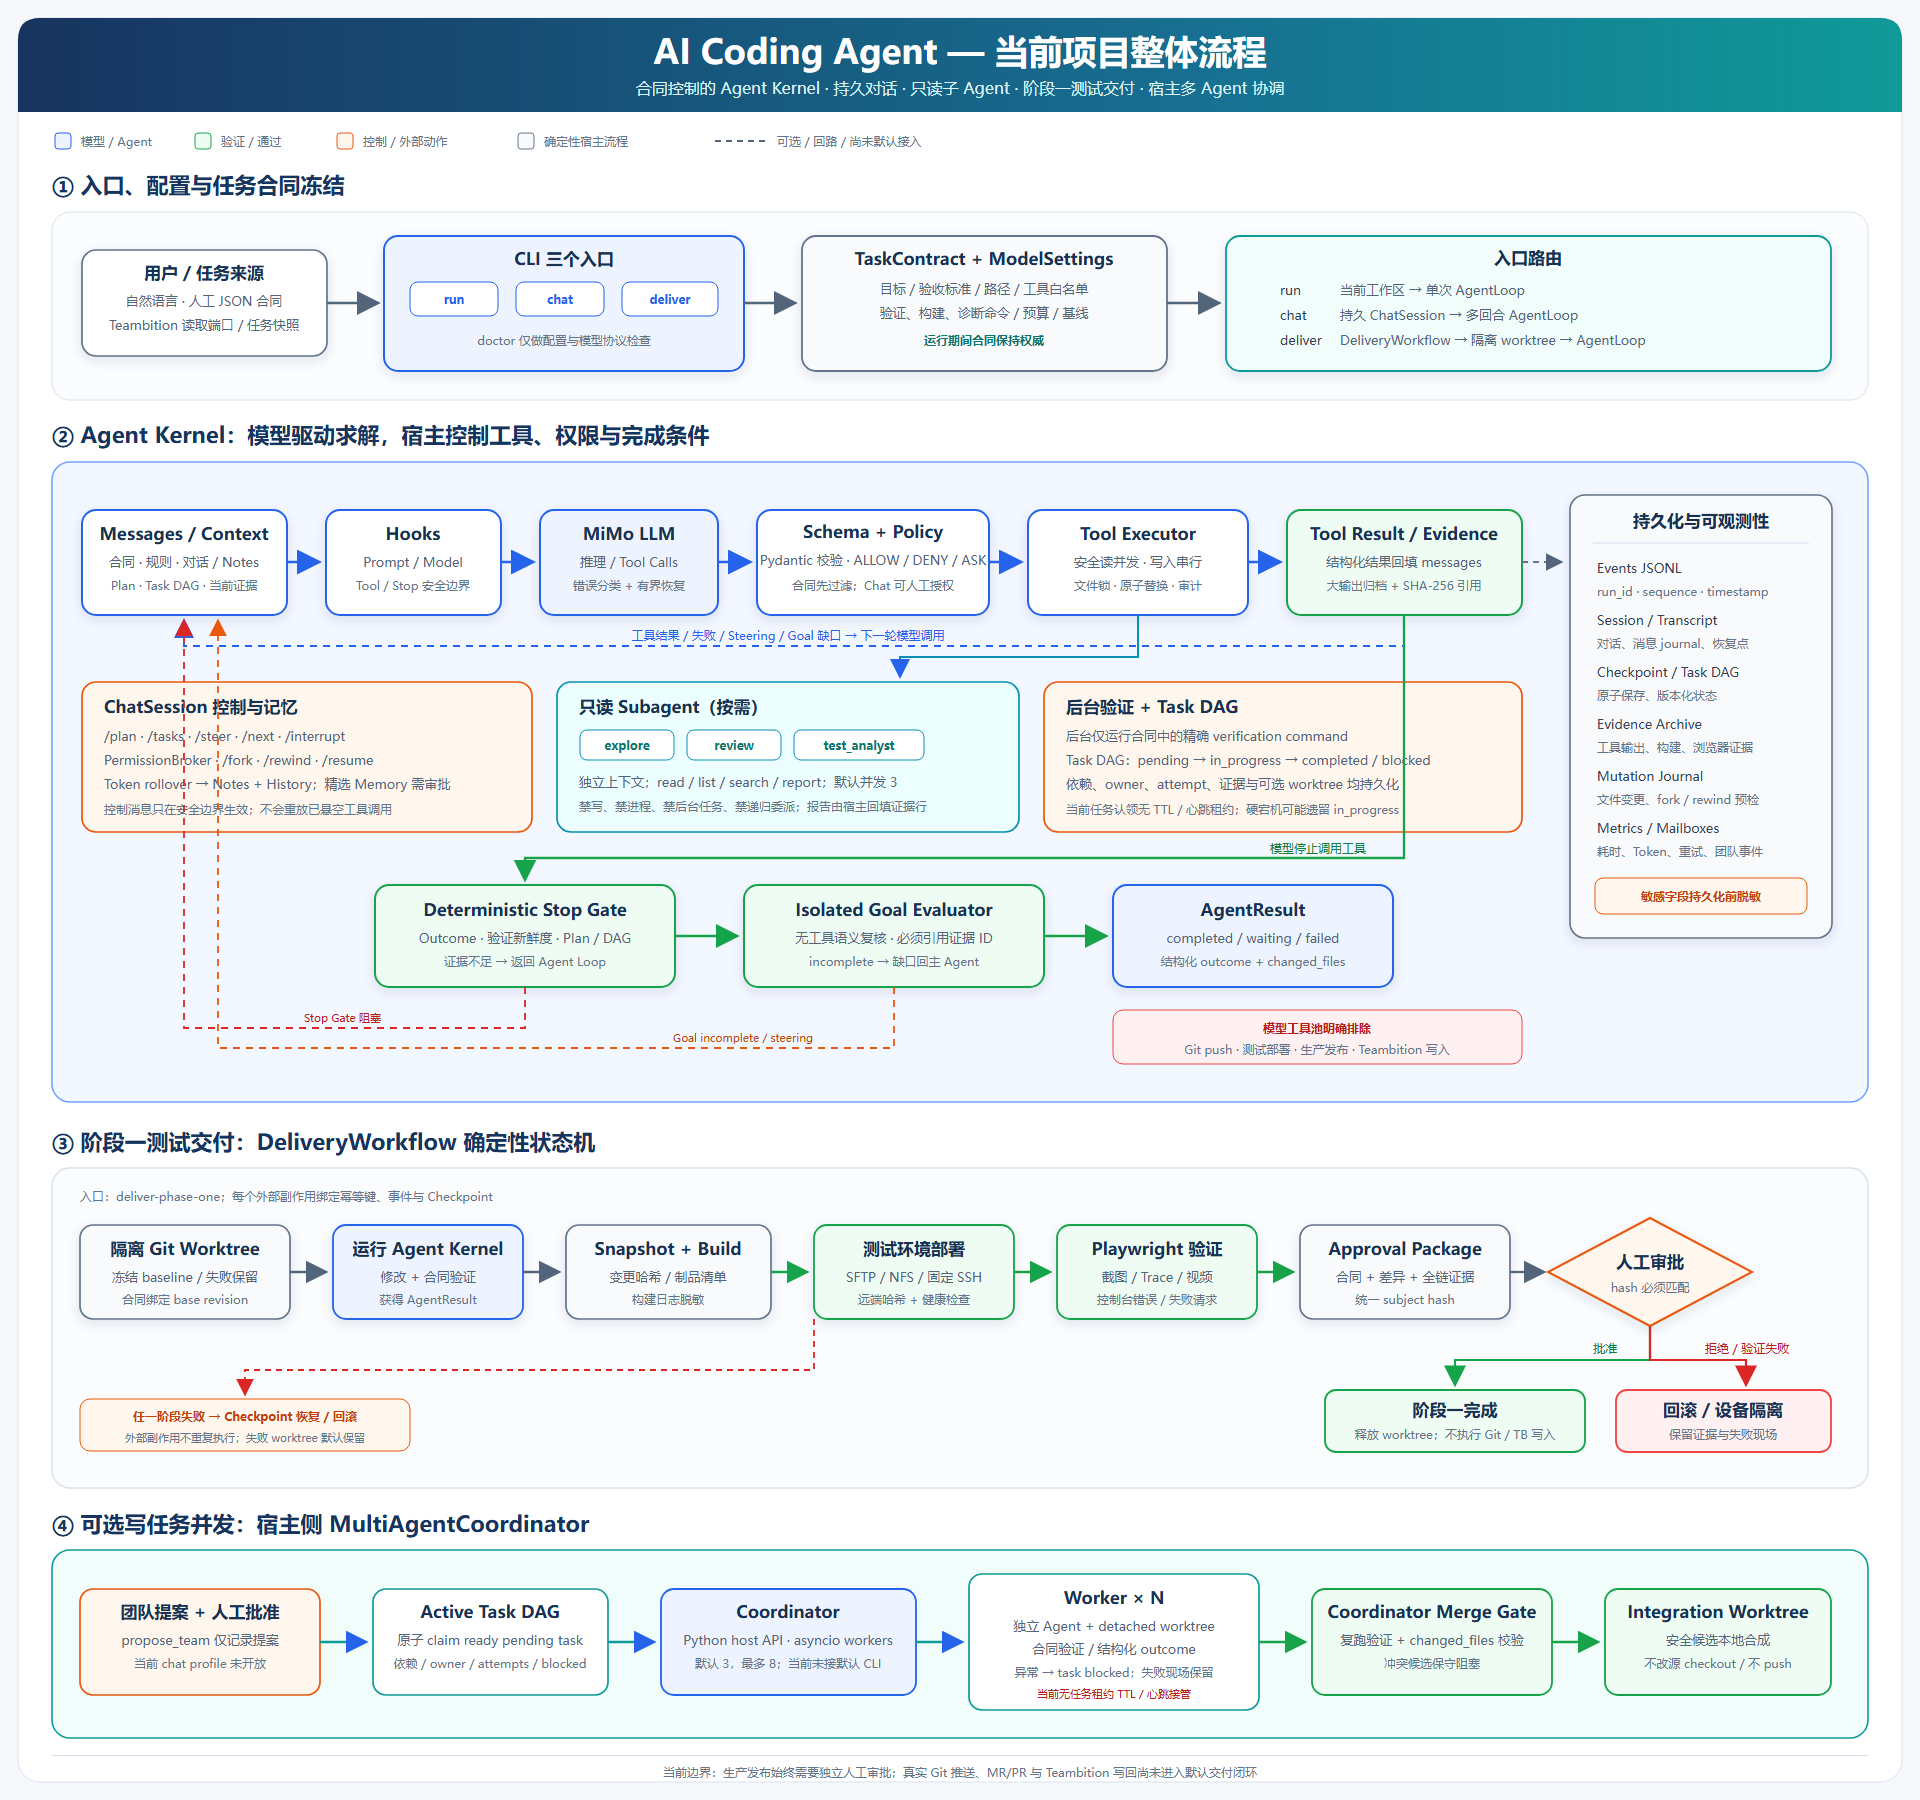 AI Coding Agent — 当前项目整体流程
合同控制的 Agent Kernel · 持久对话 · 只读子 Agent · 阶段一测试交付 · 宿主多 Agent 协调
模型 / Agent
验证 / 通过
控制 / 外部动作
确定性宿主流程
可选 / 回路 / 尚未默认接入
① 入口、配置与任务合同冻结
用户 / 任务来源
自然语言 · 人工 JSON 合同
Teambition 读取端口 / 任务快照
CLI 三个入口
run
chat
deliver
doctor 仅做配置与模型协议检查
TaskContract + ModelSettings
目标 / 验收标准 / 路径 / 工具白名单
验证、构建、诊断命令 / 预算 / 基线
运行期间合同保持权威
入口路由
run 当前工作区 → 单次 AgentLoop
chat 持久 ChatSession → 多回合 AgentLoop
deliver DeliveryWorkflow → 隔离 worktree → AgentLoop
② Agent Kernel：模型驱动求解，宿主控制工具、权限与完成条件
Messages / Context
合同 · 规则 · 对话 / Notes
Plan · Task DAG · 当前证据
Hooks
Prompt / Model
Tool / Stop 安全边界
MiMo LLM
推理 / Tool Calls
错误分类 + 有界恢复
Schema + Policy
Pydantic 校验 · ALLOW / DENY / ASK
合同先过滤；Chat 可人工授权
Tool Executor
安全读并发 · 写入串行
文件锁 · 原子替换 · 审计
Tool Result / Evidence
结构化结果回填 messages
大输出归档 + SHA-256 引用
持久化与可观测性
Events JSONL
run_id · sequence · timestamp
Session / Transcript
对话、消息 journal、恢复点
Checkpoint / Task DAG
原子保存、版本化状态
Evidence Archive
工具输出、构建、浏览器证据
Mutation Journal
文件变更、fork / rewind 预检
Metrics / Mailboxes
耗时、Token、重试、团队事件
敏感字段持久化前脱敏
工具结果 / 失败 / Steering / Goal 缺口 → 下一轮模型调用
ChatSession 控制与记忆
/plan · /tasks · /steer · /next · /interrupt
PermissionBroker · /fork · /rewind · /resume
Token rollover → Notes + History；精选 Memory 需审批
控制消息只在安全边界生效；不会重放已悬空工具调用
只读 Subagent（按需）
explore
review
test_analyst
独立上下文；read / list / search / report；默认并发 3
禁写、禁进程、禁后台任务、禁递归委派；报告由宿主回填证据行
后台验证 + Task DAG
后台仅运行合同中的精确 verification command
Task DAG：pending → in_progress → completed / blocked
依赖、owner、attempt、证据与可选 worktree 均持久化
当前任务认领无 TTL / 心跳租约；硬宕机可能遗留 in_progress
模型停止调用工具
Deterministic Stop Gate
Outcome · 验证新鲜度 · Plan / DAG
证据不足 → 返回 Agent Loop
Isolated Goal Evaluator
无工具语义复核 · 必须引用证据 ID
incomplete → 缺口回主 Agent
AgentResult
completed / waiting / failed
结构化 outcome + changed_files
Stop Gate 阻塞
Goal incomplete / steering
模型工具池明确排除
Git push · 测试部署 · 生产发布 · Teambition 写入
③ 阶段一测试交付：DeliveryWorkflow 确定性状态机
入口：deliver-phase-one；每个外部副作用绑定幂等键、事件与 Checkpoint
隔离 Git Worktree
冻结 baseline / 失败保留
合同绑定 base revision
运行 Agent Kernel
修改 + 合同验证
获得 AgentResult
Snapshot + Build
变更哈希 / 制品清单
构建日志脱敏
测试环境部署
SFTP / NFS / 固定 SSH
远端哈希 + 健康检查
Playwright 验证
截图 / Trace / 视频
控制台错误 / 失败请求
Approval Package
合同 + 差异 + 全链证据
统一 subject hash
人工审批
hash 必须匹配
批准
拒绝 / 验证失败
任一阶段失败 → Checkpoint 恢复 / 回滚
外部副作用不重复执行；失败 worktree 默认保留
阶段一完成
释放 worktree；不执行 Git / TB 写入
回滚 / 设备隔离
保留证据与失败现场
④ 可选写任务并发：宿主侧 MultiAgentCoordinator
团队提案 + 人工批准
propose_team 仅记录提案
当前 chat profile 未开放
Active Task DAG
原子 claim ready pending task
依赖 / owner / attempts / blocked
Coordinator
Python host API · asyncio workers
默认 3，最多 8；当前未接默认 CLI
Worker × N
独立 Agent + detached worktree
合同验证 / 结构化 outcome
异常 → task blocked；失败现场保留
当前无任务租约 TTL / 心跳接管
Coordinator Merge Gate
复跑验证 + changed_files 校验
冲突候选保守阻塞
Integration Worktree
安全候选本地合成
不改源 checkout / 不 push
当前边界：生产发布始终需要独立人工审批；真实 Git 推送、MR/PR 与 Teambition 写回尚未进入默认交付闭环